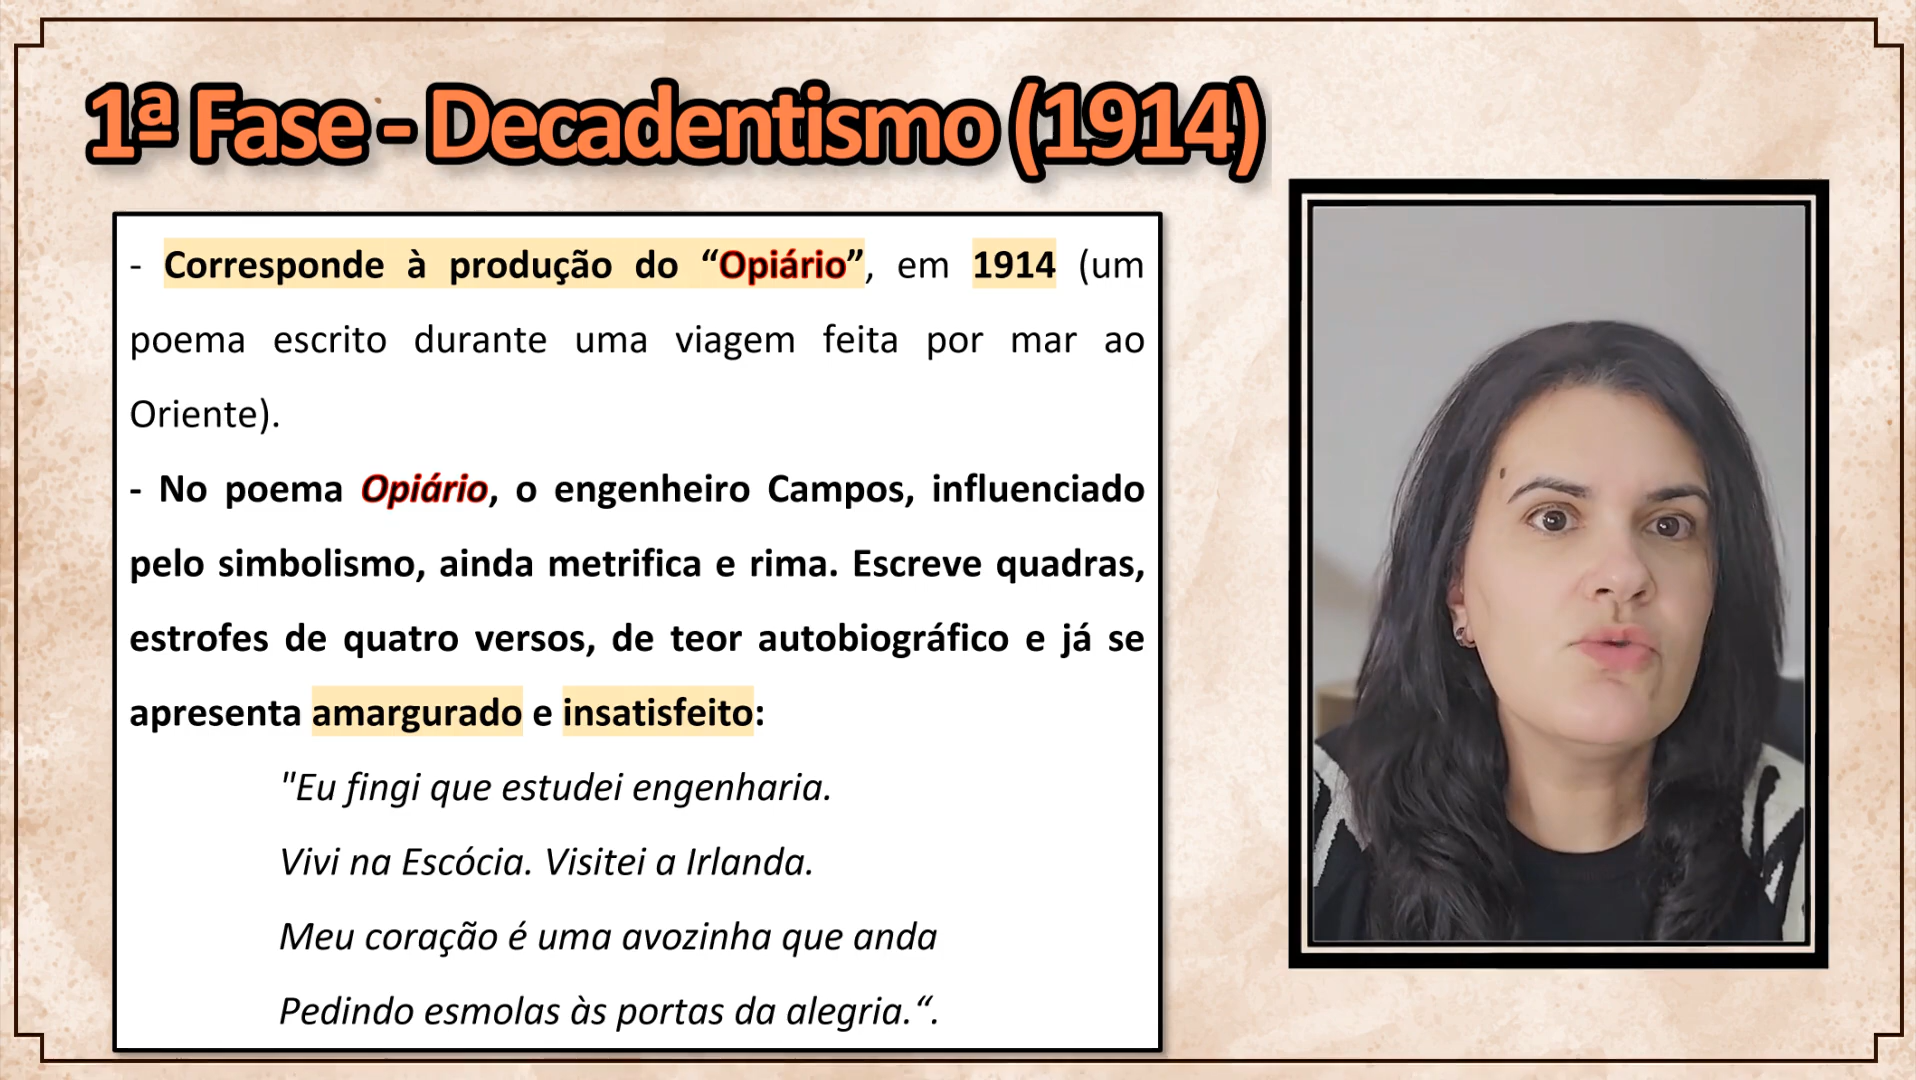 1ª Fase - Decadentismo (1914)
- Corresponde à produção do “Opiário”, em 1914 (um
poema escrito durante uma viagem feita por mar ao
Oriente).
- No poema Opiário, o engenheiro Campos, influenciado
pelo simbolismo, ainda metrifica e rima. Escreve quadras,
estrofes de quatro versos, de teor autobiográfico e já se
apresenta amargurado e insatisfeito:
"Eu fingi que estudei engenharia.
Vivi na Escócia. Visitei a Irlanda.
Meu coração é uma avozinha que anda
Pedindo esmolas às portas da alegria.“.